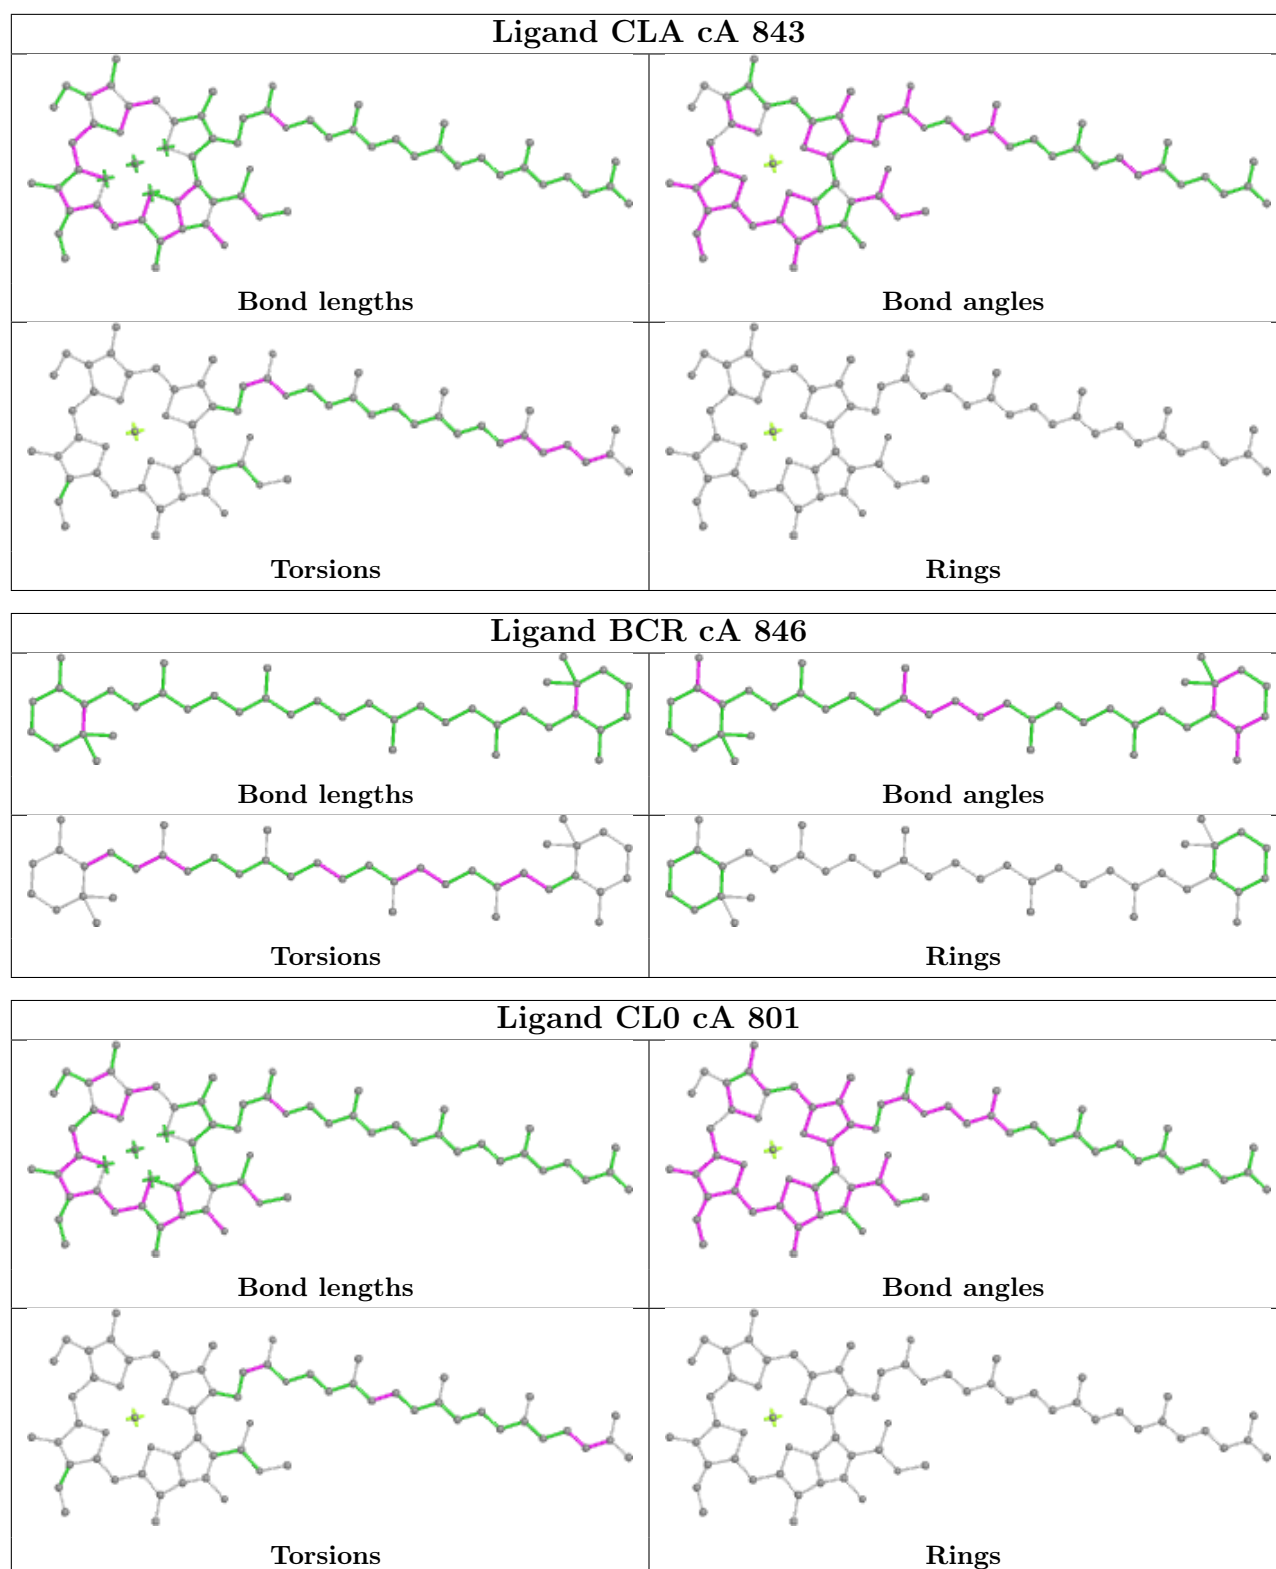 Ligand CLA cA 843
Bond lengths
Bond angles
Torsions
Rings
Ligand BCR cA 846
Bond lengths
Bond angles
Torsions
Rings
Ligand CL0 cA 801
Bond lengths
Bond angles
Torsions
Rings